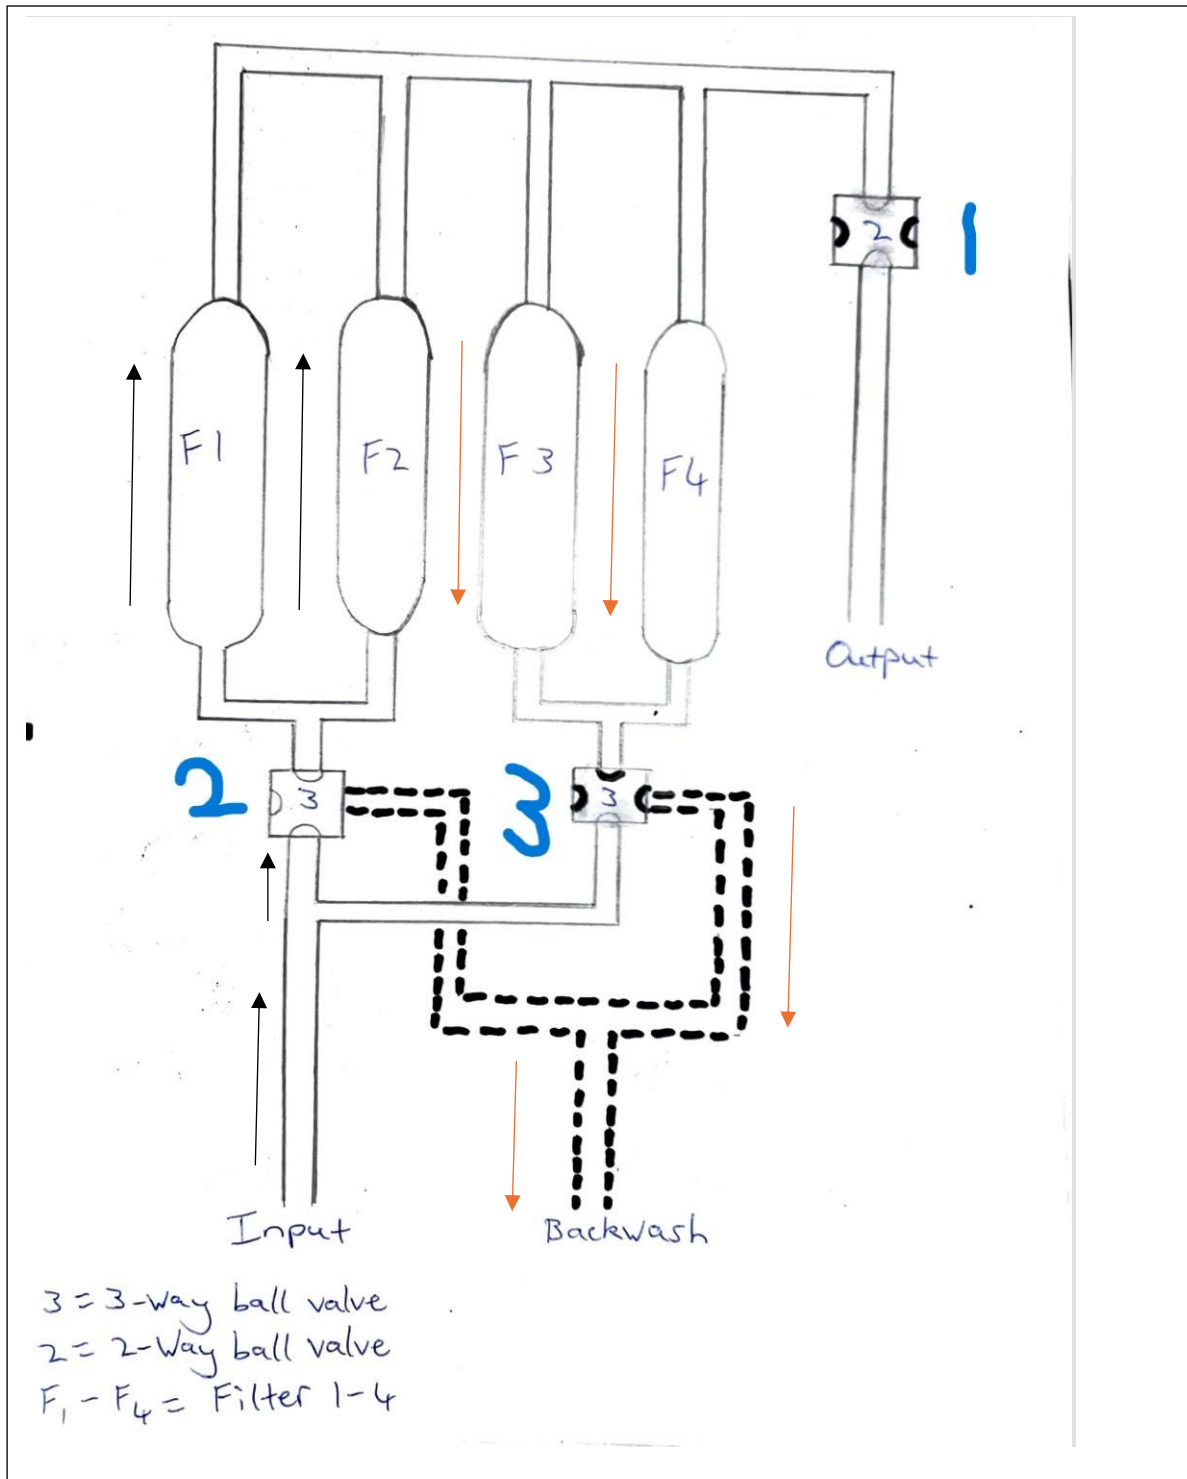 2
1
F1
F2
F3
F4
Output
2
3
3
3
Input
Backwash
3 = 3-way ball valve
2 = 2-Way ball valve
F₁ - F₄ = Filter 1-4